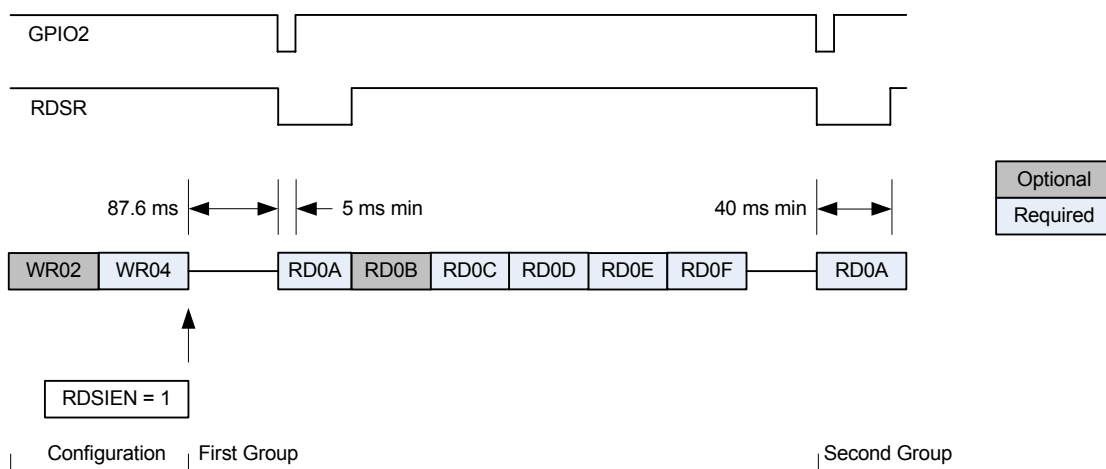 GPIO2
RDSR
Optional
Required
87.6 ms
5 ms min
40 ms min
WR02 WR04 RD0A RD0B RD0C RD0D RD0E RD0F RD0A
RDSIEN = 1
Configuration
First Group
Second Group